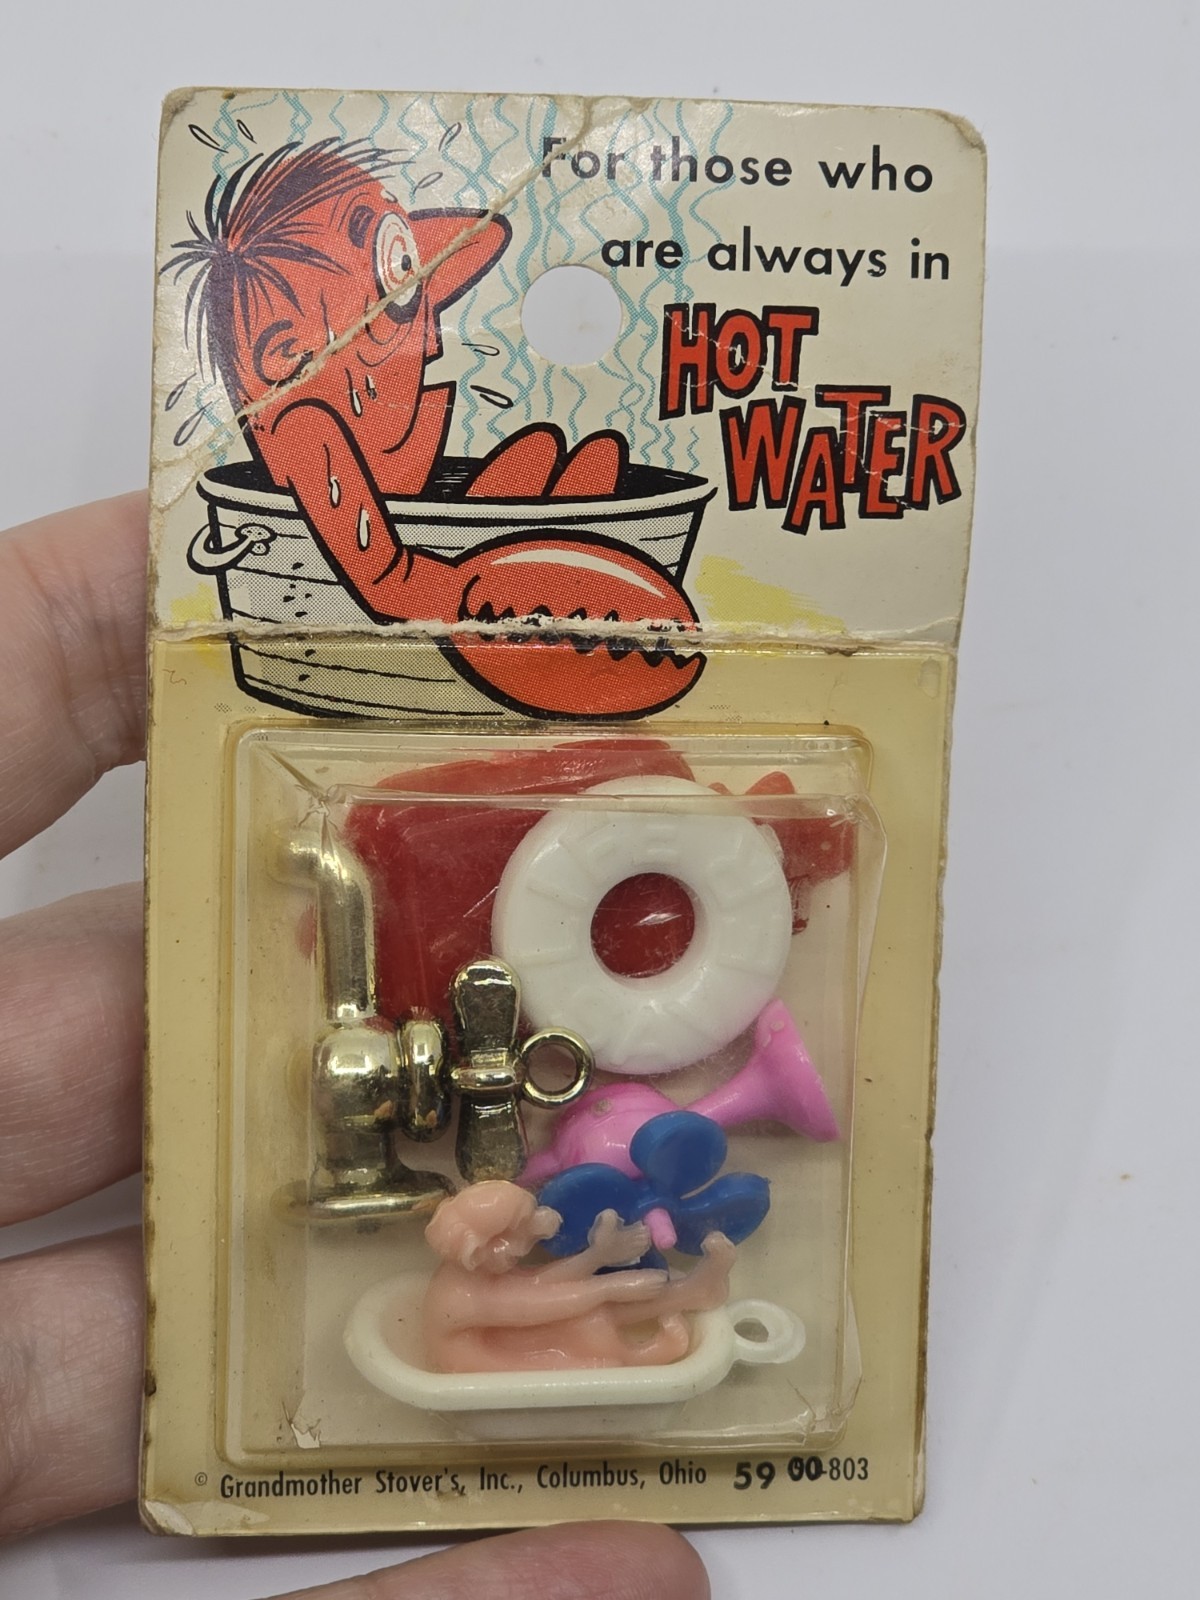 For those who
are always in
HOT
WATER
© Grandmother Stover's, Inc., Columbus, Ohio 59 00-803